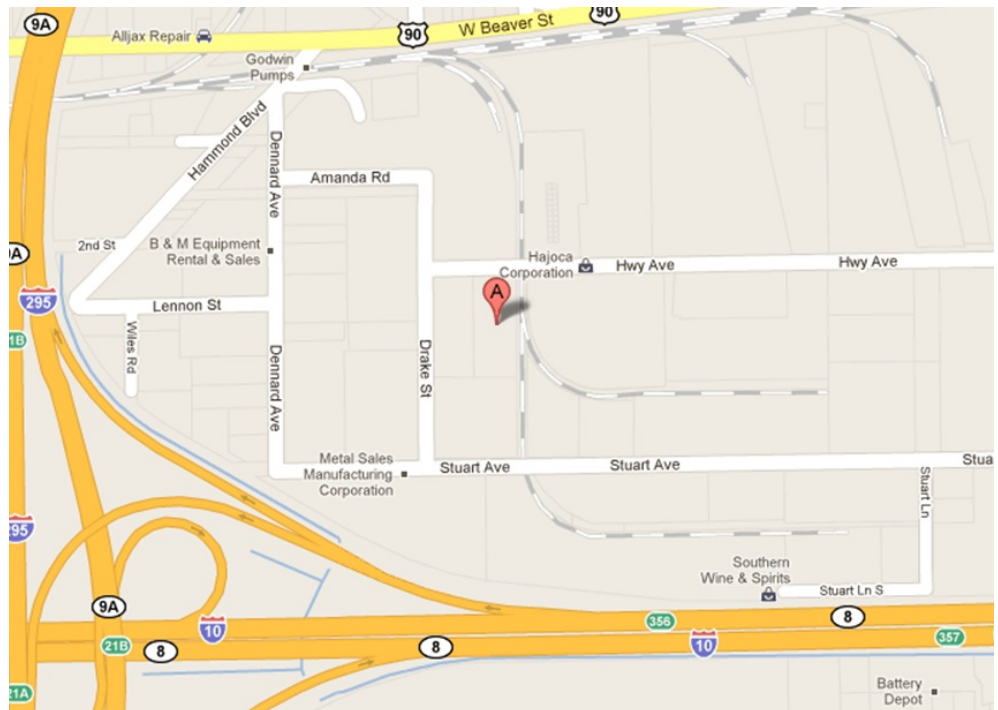 9A
90
90
W Beaver St
Alljax Repair
Godwin
Pumps
Hammond Blvd
Dennard Ave
Amanda Rd
2nd St
B & M Equipment
Rental & Sales
Hajoca
Corporation
Hwy Ave
Hwy Ave
9A
295
Lennon St
A
21B
Wiles Rd
Dennard Ave
Drake St
Metal Sales
Manufacturing
Corporation
Stuart Ave
Stuart Ave
Stua
Stuart Ln
295
Southern
Wine & Spirits
Stuart Ln S
9A
10
356
8
21B
8
8
10
357
21A
Battery
Depot